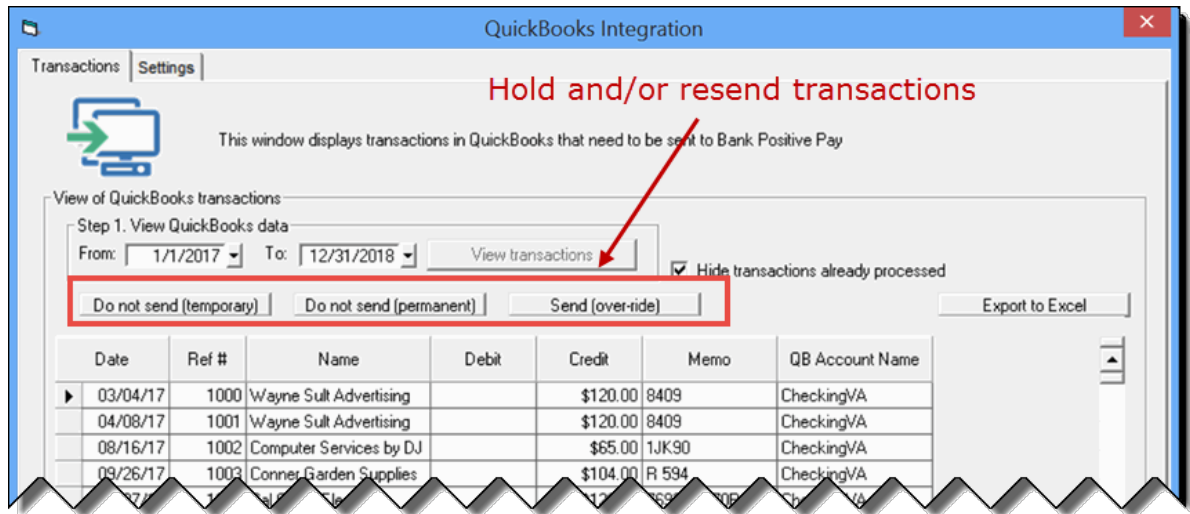 QuickBooks Integration
Transactions Settings
Hold and/or resend transactions
This window displays transactions in QuickBooks that need to be sent to Bank Positive Pay
View of QuickBooks transactions
Step 1. View QuickBooks data
From: 1/1/2017 To: 12/31/2018 View transactions
Hide transactions already processed
Do not send (temporary) Do not send (permanent) Send (over-ride) Export to Excel
Date Ref # Name Debit Credit Memo QB Account Name
03/04/17 1000 Wayne Sult Advertising $120.00 8409 CheckingVA
04/08/17 1001 Wayne Sult Advertising $120.00 8409 CheckingVA
08/16/17 1002 Computer Services by DJ $65.00 1JK90 CheckingVA
09/26/17 1003 Conner Garden Supplies $104.00 R 594 CheckingVA